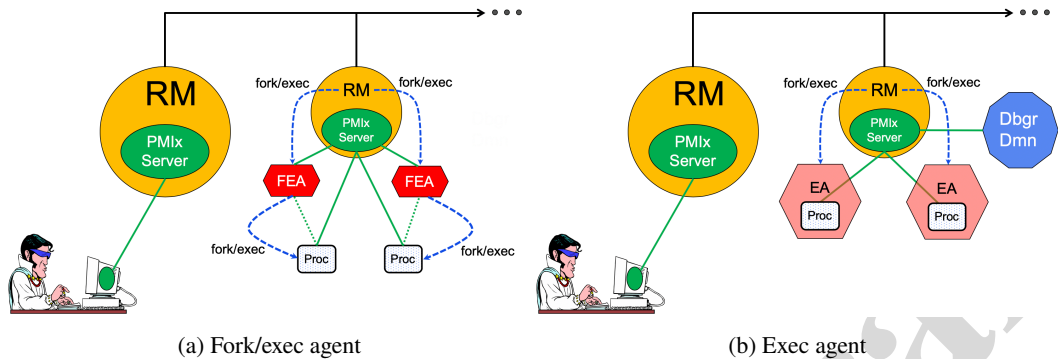 RM
PMIx
Server
fork/exec
fork/exec
RM
PMIx
Server
FEA
FEA
fork/exec
Proc
Proc
fork/exec
(a) Fork/exec agent
RM
PMIx
Server
fork/exec
fork/exec
RM
PMIx
Server
Dbgr
Dmn
EA
Proc
EA
Proc
(b) Exec agent